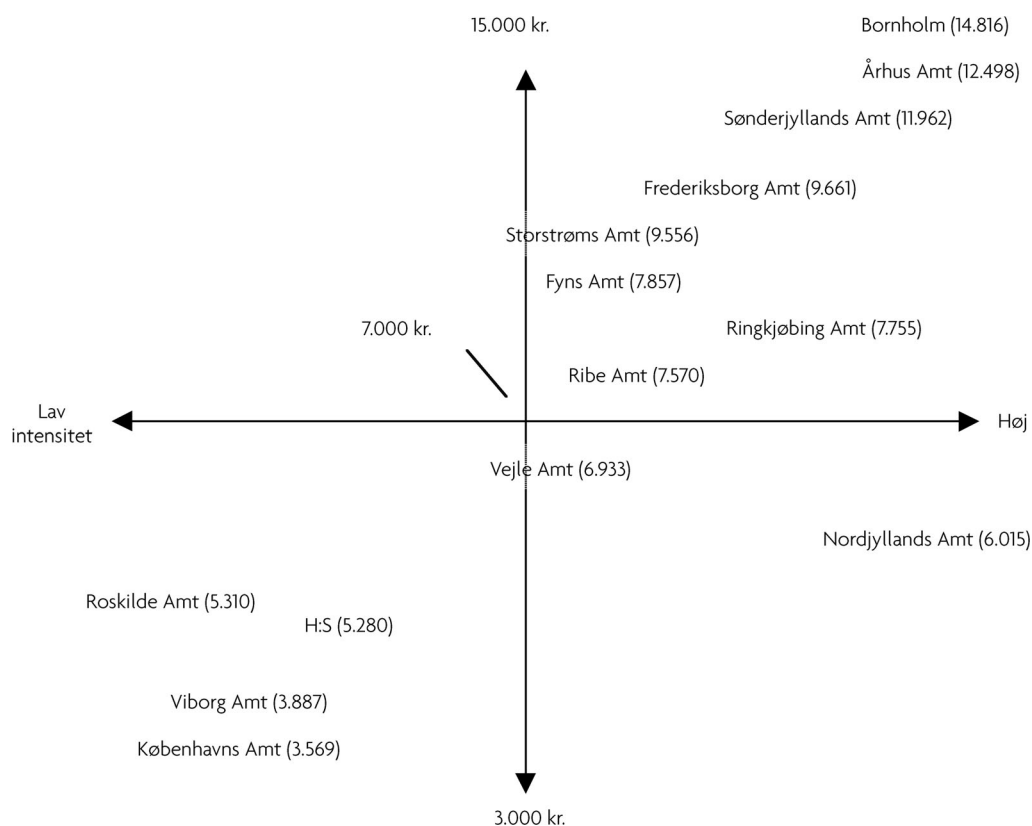 15.000 kr.
Bornholm (14.816)
Århus Amt (12.498)
Sønderjyllands Amt (11.962)
Frederiksborg Amt (9.661)
Storstrøms Amt (9.556)
Fyns Amt (7.857)
7.000 kr.
Ringkjøbing Amt (7.755)
Ribe Amt (7.570)
Lav
intensitet
Høj
Vejle Amt (6.933)
Nordjyllands Amt (6.015)
Roskilde Amt (5.310)
H:S (5.280)
Viborg Amt (3.887)
Københavns Amt (3.569)
3.000 kr.